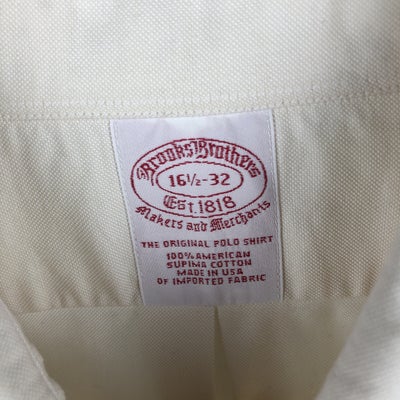 Brooks Brothers
16½-32
Est. 1818
Makers and Merchants
THE ORIGINAL POLO SHIRT
100% AMERICAN
SUPIMA COTTON
MADE IN USA
OF IMPORTED FABRIC